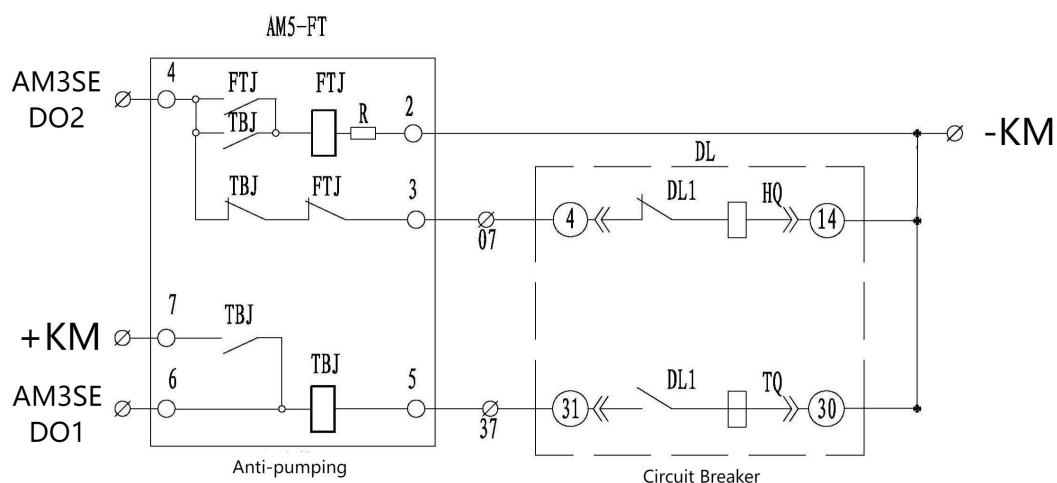 AM5-FT
AM3SE
DO2
4
FTJ
FTJ
TBJ
R
2
-KM
DL
TBJ
FTJ
3
07
4
DL1
HQ
14
+KM
7
TBJ
AM3SE
DO1
6
TBJ
5
37
31
DL1
TQ
30
Anti-pumping
Circuit Breaker